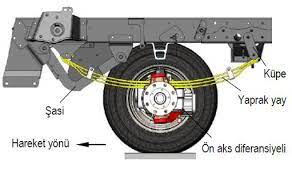 Küpe
Şasi
Yaprak yay
Hareket yönü
Ön aks diferansiyeli